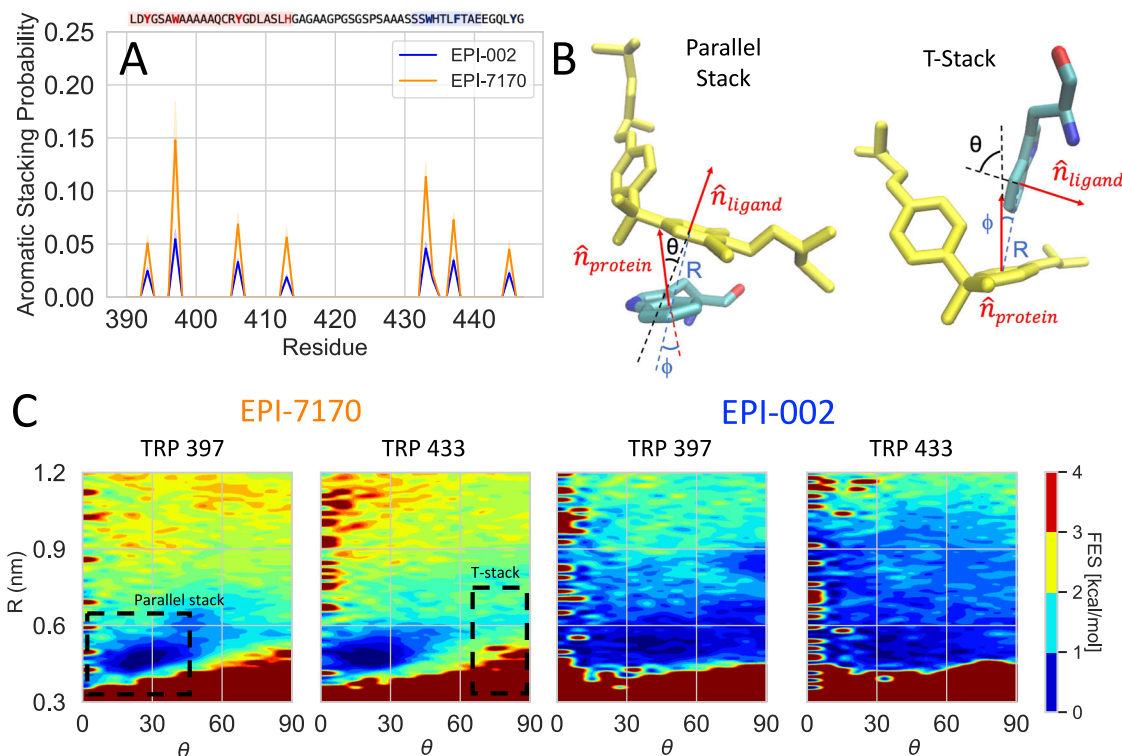 LDYGSAWAAAAAQCRYGDLASLHGAGAAGPGSGSPSAAASSSWHTLFTAEEGQLYG
A
EPI-002
EPI-7170
Aromatic Stacking Probability
0.25
0.20
0.15
0.10
0.05
0.00
390 400 410 420 430 440
Residue
B
Parallel
Stack
T-Stack
n̂ligand
n̂protein
θ
R
ϕ
θ
n̂ligand
ϕ
R
n̂protein
C
EPI-7170
EPI-002
TRP 397
TRP 433
TRP 397
TRP 433
R (nm)
1.2
0.9
0.6
0.3
Parallel stack
T-stack
0 30 60 90
0 30 60 90
0 30 60 90
0 30 60 90
θ
θ
θ
θ
4
3
2
1
0
FES [kcal/mol]